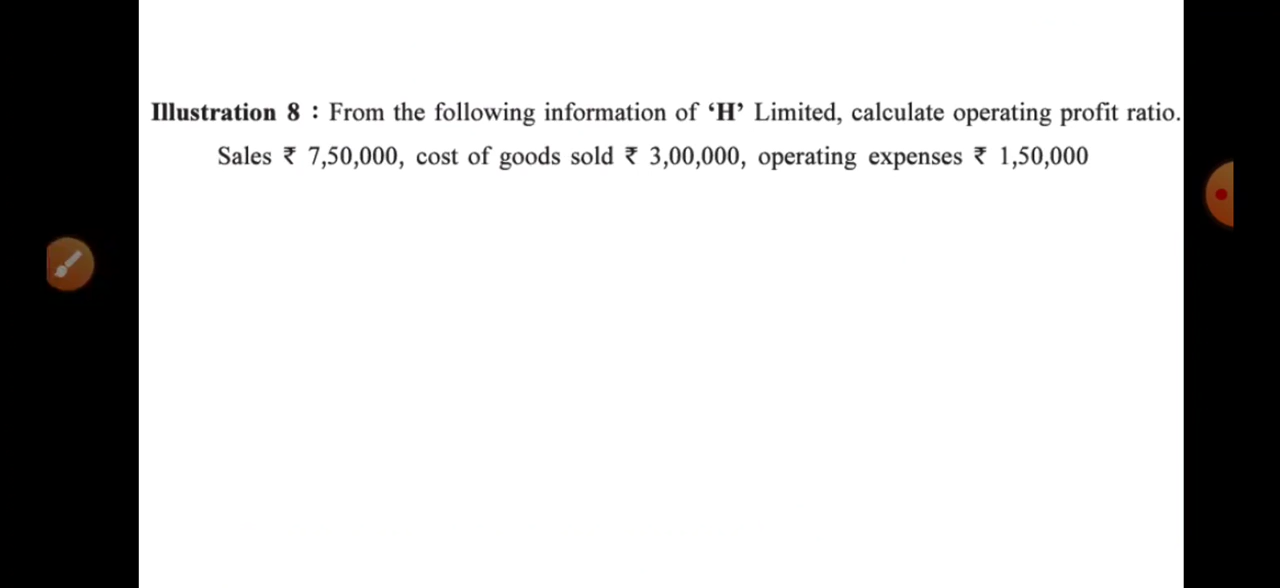 Illustration 8 : From the following information of ‘H’ Limited, calculate operating profit ratio.
Sales ₹ 7,50,000, cost of goods sold ₹ 3,00,000, operating expenses ₹ 1,50,000